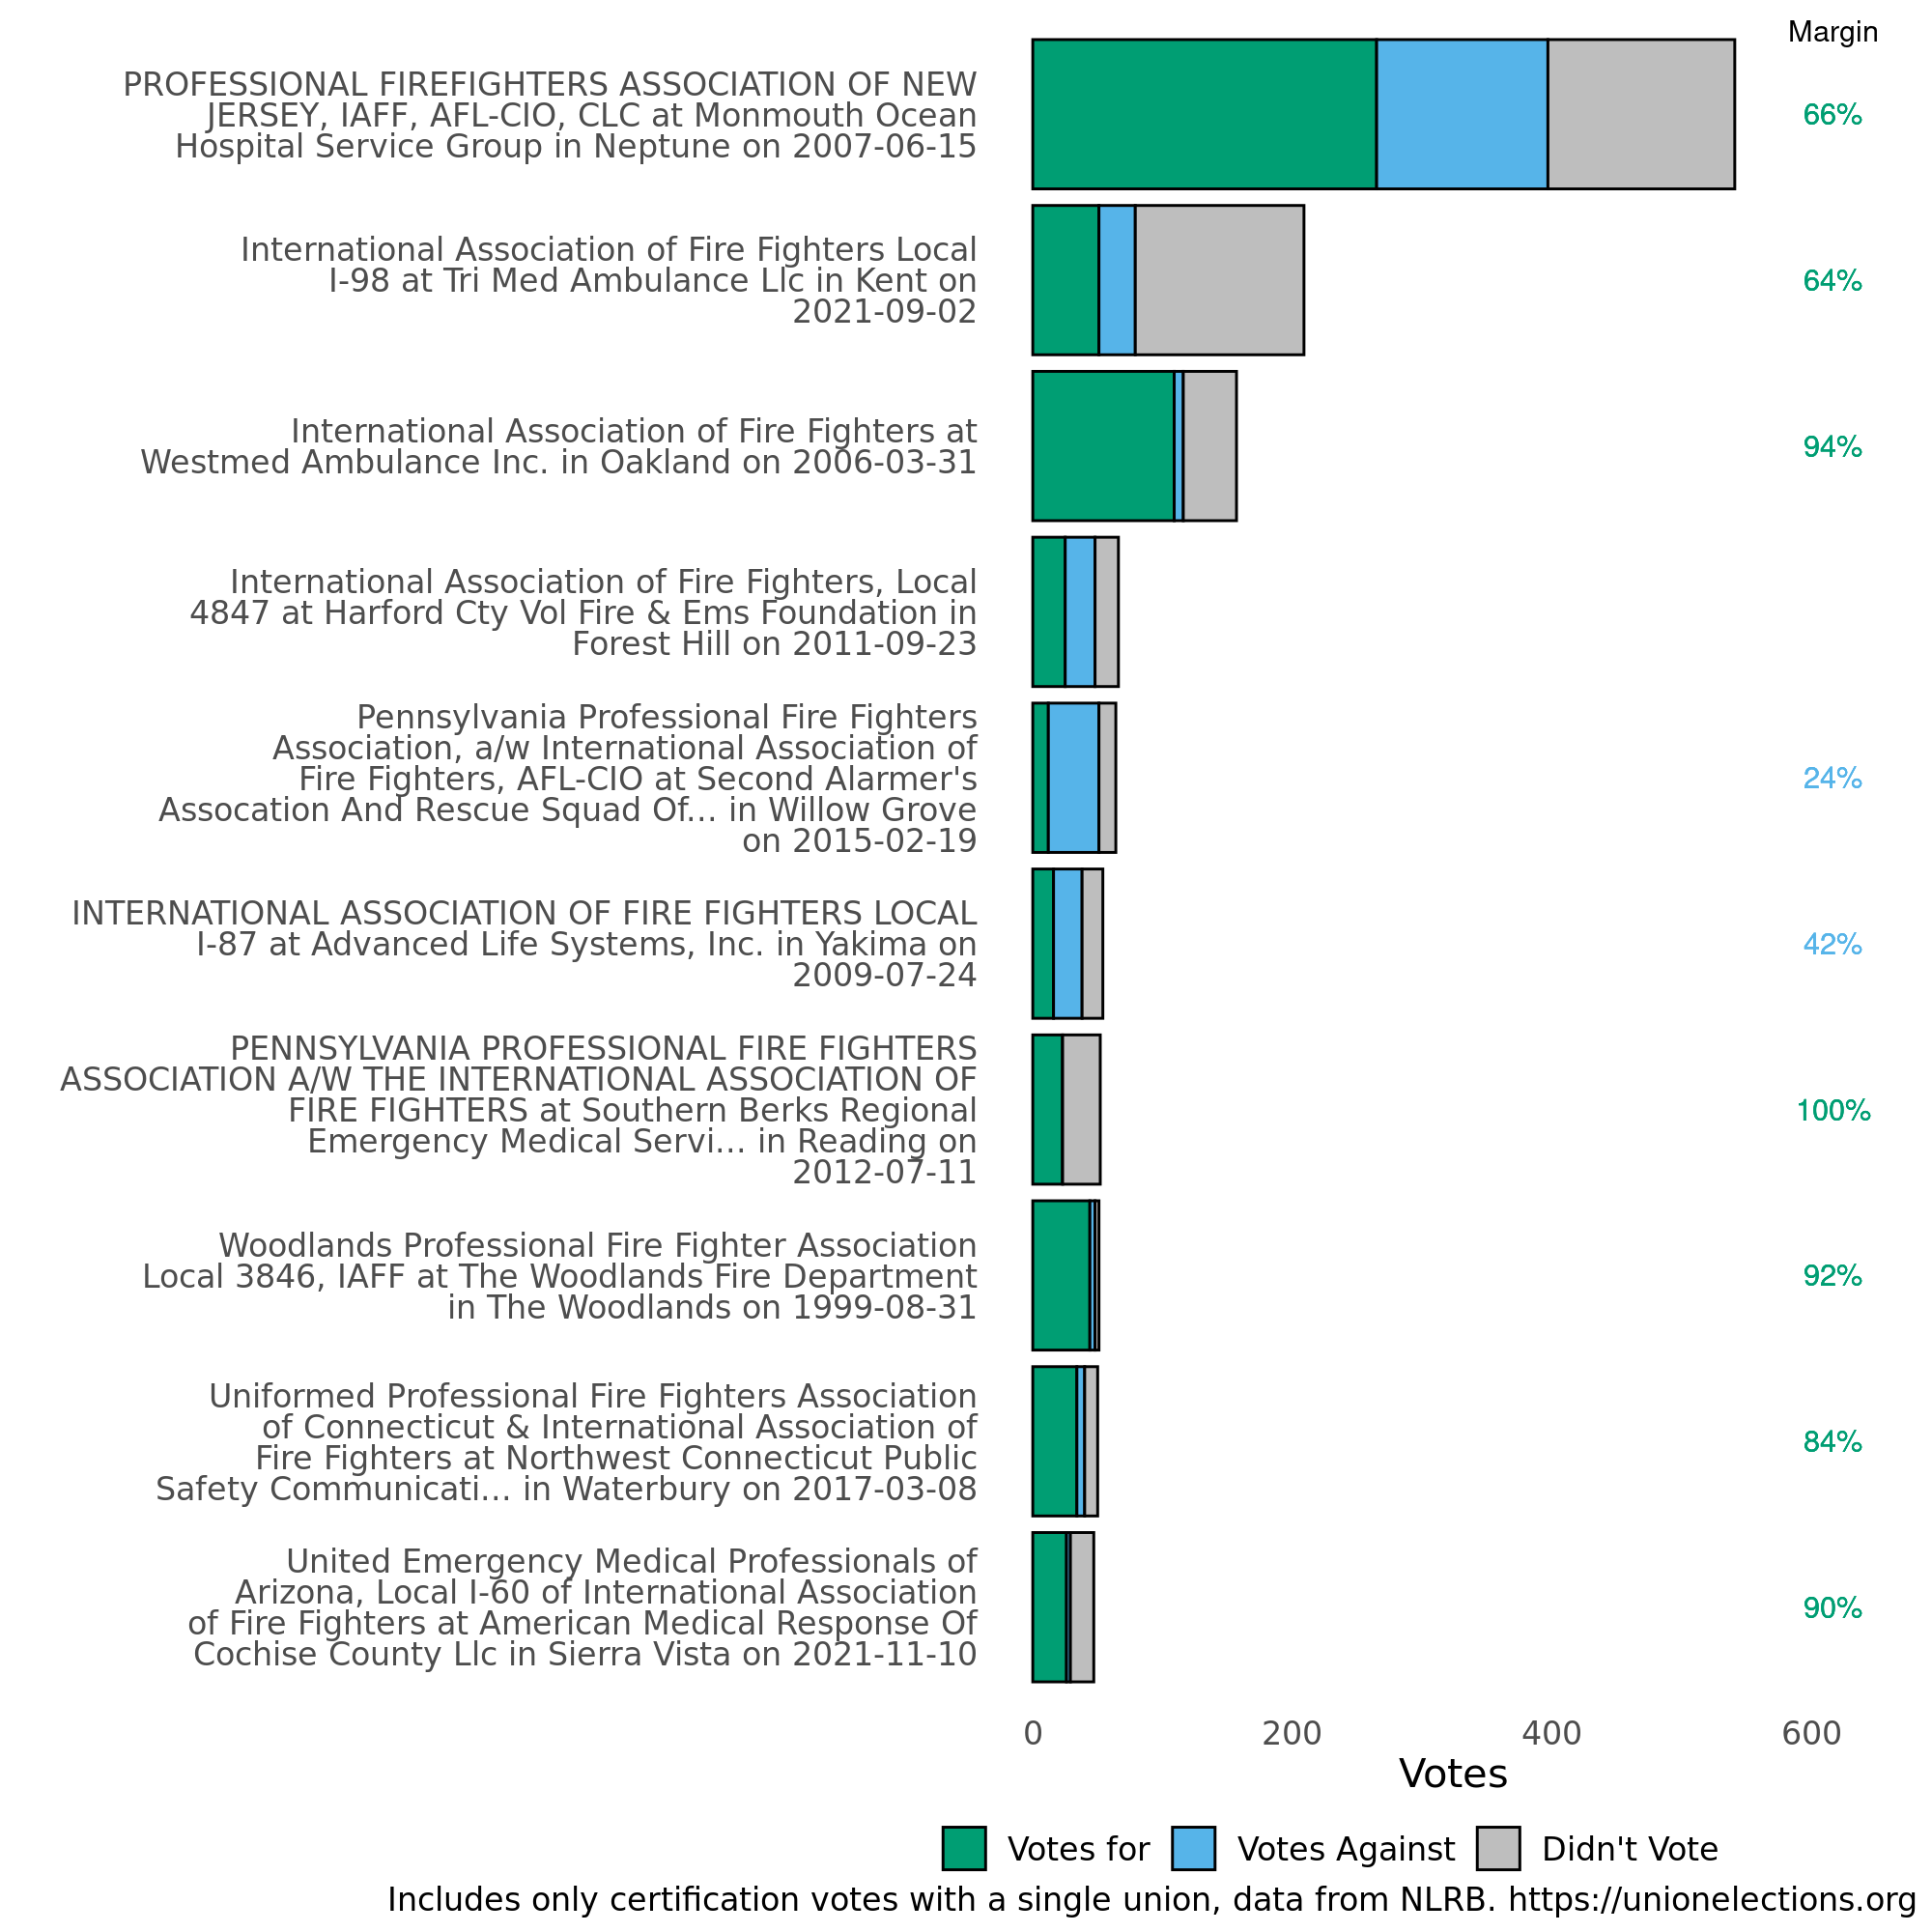 Margin
PROFESSIONAL FIREFIGHTERS ASSOCIATION OF NEW
JERSEY, IAFF, AFL-CIO, CLC at Monmouth Ocean
Hospital Service Group in Neptune on 2007-06-15
66%
International Association of Fire Fighters Local
I-98 at Tri Med Ambulance Llc in Kent on
2021-09-02
64%
International Association of Fire Fighters at
Westmed Ambulance Inc. in Oakland on 2006-03-31
94%
International Association of Fire Fighters, Local
4847 at Harford Cty Vol Fire & Ems Foundation in
Forest Hill on 2011-09-23
Pennsylvania Professional Fire Fighters
Association, a/w International Association of
Fire Fighters, AFL-CIO at Second Alarmer's
Assocation And Rescue Squad Of... in Willow Grove
on 2015-02-19
24%
INTERNATIONAL ASSOCIATION OF FIRE FIGHTERS LOCAL
I-87 at Advanced Life Systems, Inc. in Yakima on
2009-07-24
42%
PENNSYLVANIA PROFESSIONAL FIRE FIGHTERS
ASSOCIATION A/W THE INTERNATIONAL ASSOCIATION OF
FIRE FIGHTERS at Southern Berks Regional
Emergency Medical Servi... in Reading on
2012-07-11
100%
Woodlands Professional Fire Fighter Association
Local 3846, IAFF at The Woodlands Fire Department
in The Woodlands on 1999-08-31
92%
Uniformed Professional Fire Fighters Association
of Connecticut & International Association of
Fire Fighters at Northwest Connecticut Public
Safety Communicati... in Waterbury on 2017-03-08
84%
United Emergency Medical Professionals of
Arizona, Local I-60 of International Association
of Fire Fighters at American Medical Response Of
Cochise County Llc in Sierra Vista on 2021-11-10
90%
0 200 400 600
Votes
Votes for Votes Against Didn't Vote
Includes only certification votes with a single union, data from NLRB. https://unionelections.org